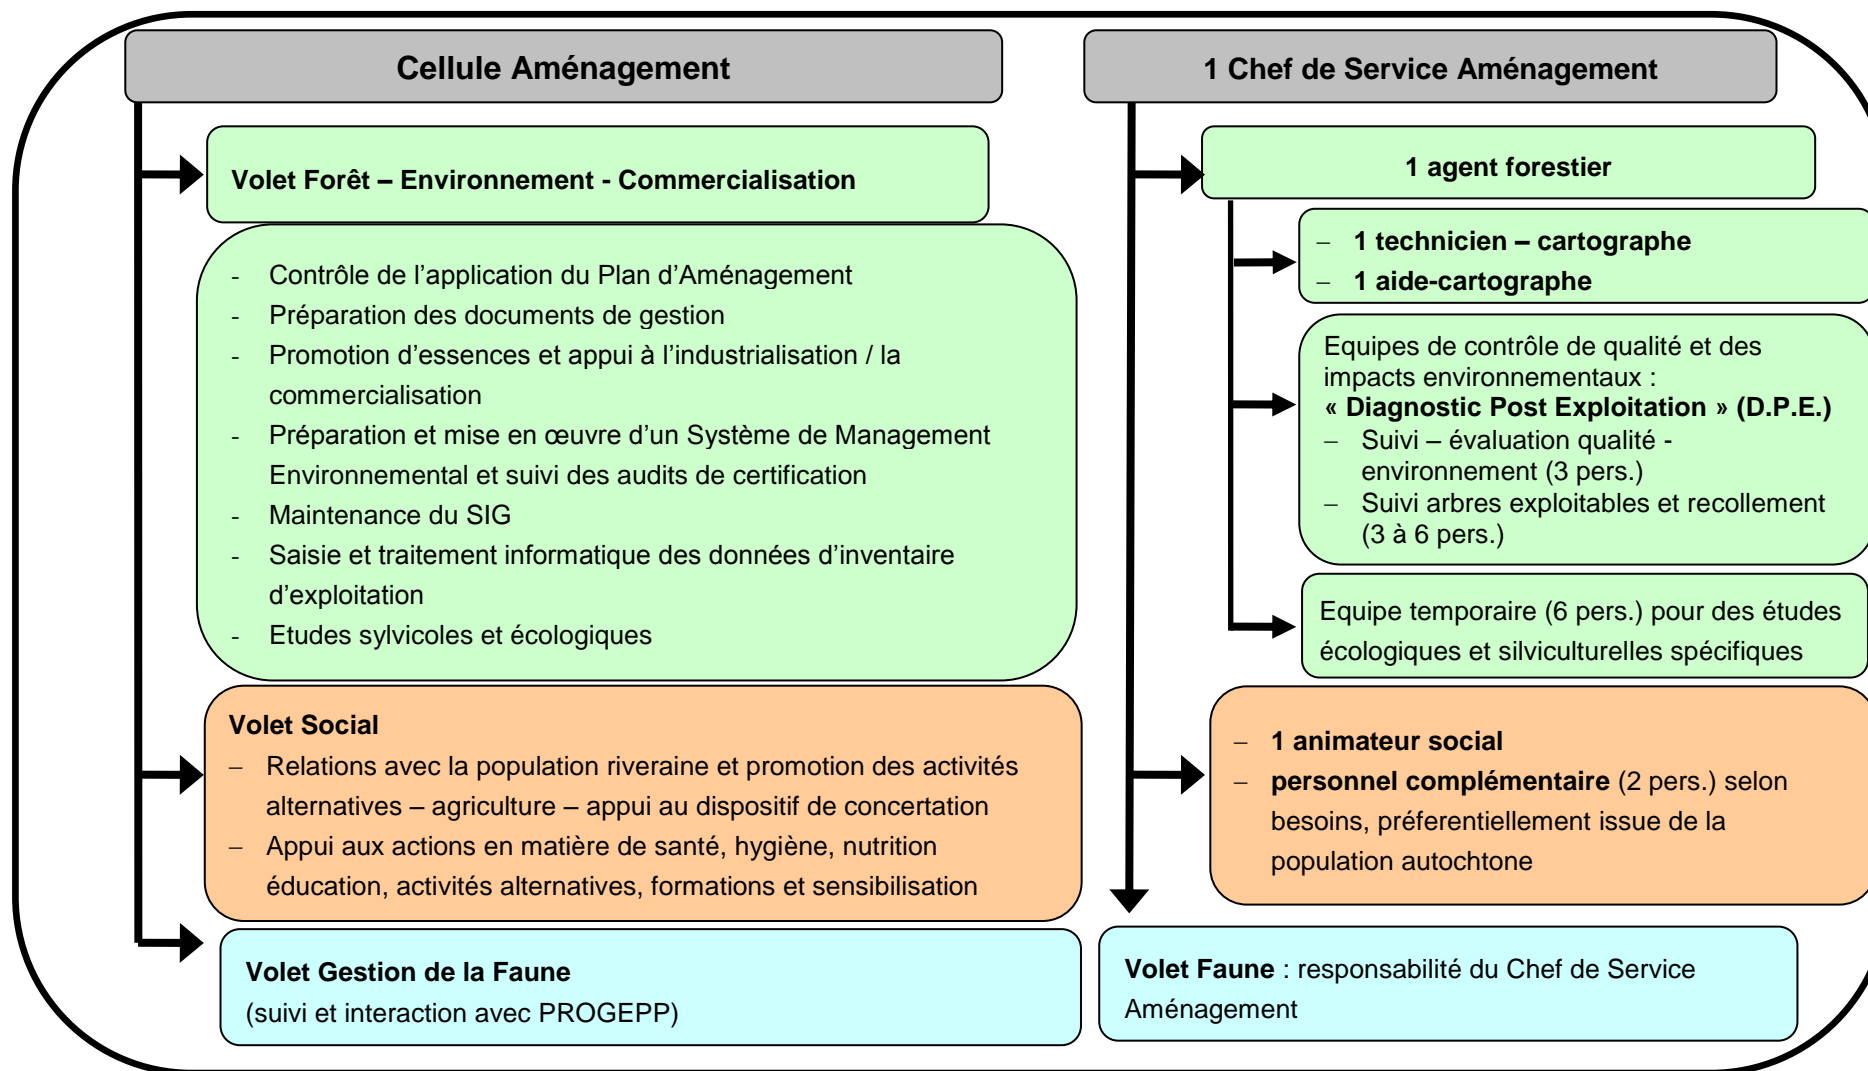 Cellule Aménagement
Volet Forêt – Environnement - Commercialisation
- Contrôle de l’application du Plan d’Aménagement
- Préparation des documents de gestion
- Promotion d’essences et appui à l’industrialisation / la
commercialisation
- Préparation et mise en œuvre d’un Système de Management
Environnemental et suivi des audits de certification
- Maintenance du SIG
- Saisie et traitement informatique des données d’inventaire
d’exploitation
- Etudes sylvicoles et écologiques
Volet Social
– Relations avec la population riveraine et promotion des activités
alternatives – agriculture – appui au dispositif de concertation
– Appui aux actions en matière de santé, hygiène, nutrition
éducation, activités alternatives, formations et sensibilisation
Volet Gestion de la Faune
(suivi et interaction avec PROGEPP)
1 Chef de Service Aménagement
1 agent forestier
– 1 technicien – cartographe
– 1 aide-cartographe
Equipes de contrôle de qualité et des
impacts environnementaux :
« Diagnostic Post Exploitation » (D.P.E.)
– Suivi – évaluation qualité -
environnement (3 pers.)
– Suivi arbres exploitables et recollement
(3 à 6 pers.)
Equipe temporaire (6 pers.) pour des études
écologiques et silviculturelles spécifiques
– 1 animateur social
– personnel complémentaire (2 pers.) selon
besoins, préferentiellement issue de la
population autochtone
Volet Faune : responsabilité du Chef de Service
Aménagement